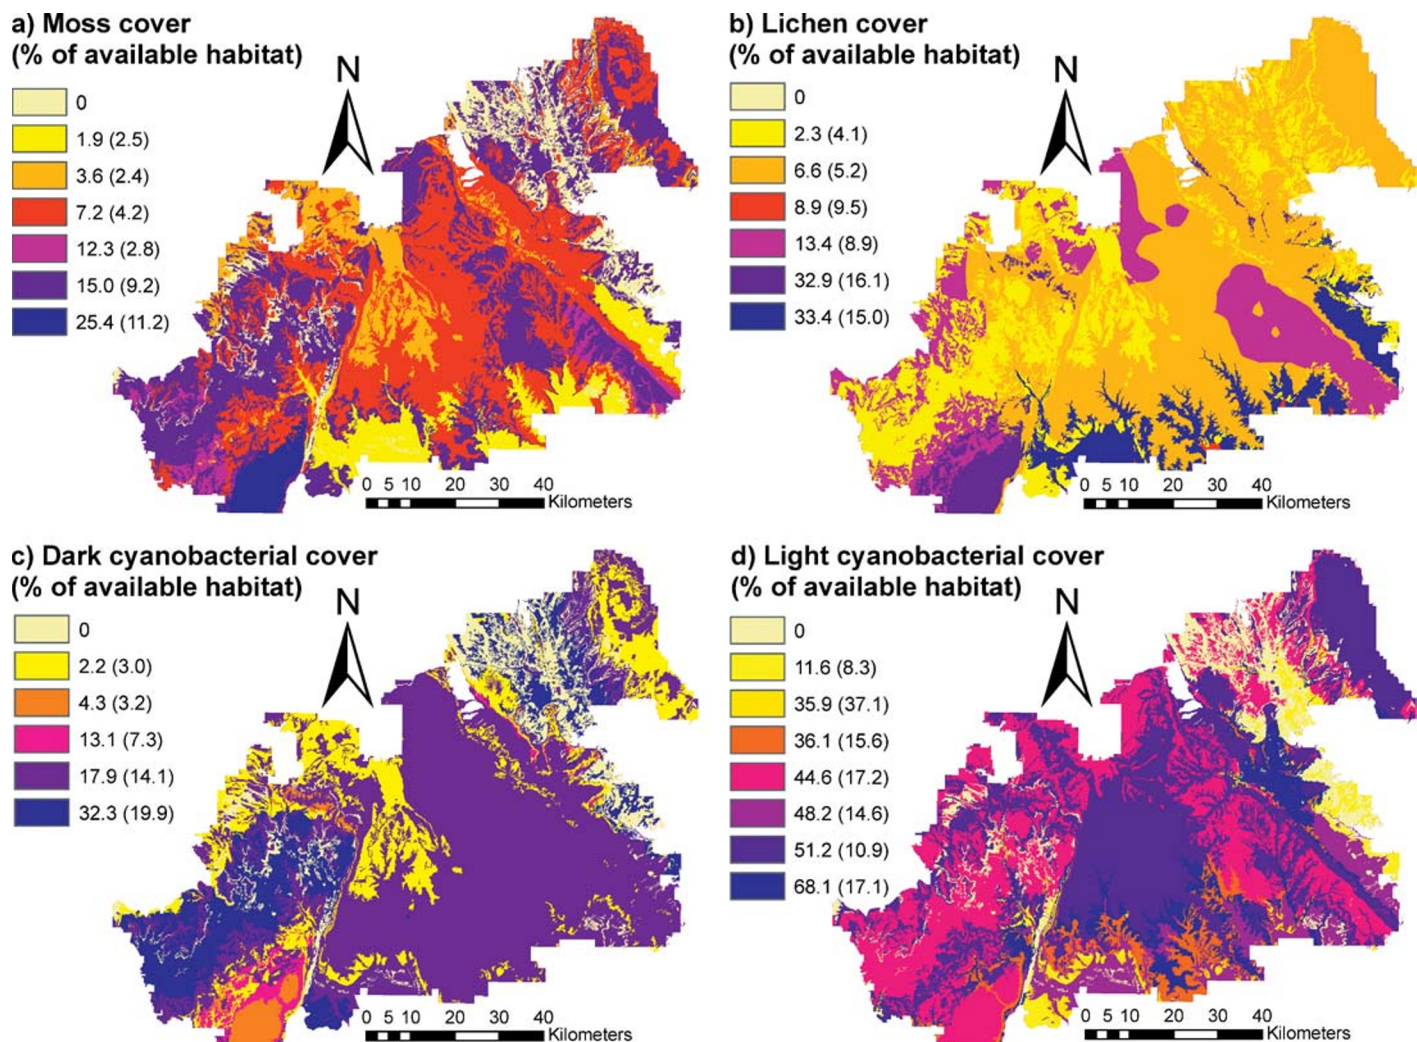 a) Moss cover
(% of available habitat)
N
0
1.9 (2.5)
3.6 (2.4)
7.2 (4.2)
12.3 (2.8)
15.0 (9.2)
25.4 (11.2)
0 5 10 20 30 40
Kilometers
b) Lichen cover
(% of available habitat)
N
0
2.3 (4.1)
6.6 (5.2)
8.9 (9.5)
13.4 (8.9)
32.9 (16.1)
33.4 (15.0)
0 5 10 20 30 40
Kilometers
c) Dark cyanobacterial cover
(% of available habitat)
N
0
2.2 (3.0)
4.3 (3.2)
13.1 (7.3)
17.9 (14.1)
32.3 (19.9)
0 5 10 20 30 40
Kilometers
d) Light cyanobacterial cover
(% of available habitat)
N
0
11.6 (8.3)
35.9 (37.1)
36.1 (15.6)
44.6 (17.2)
48.2 (14.6)
51.2 (10.9)
68.1 (17.1)
0 5 10 20 30 40
Kilometers